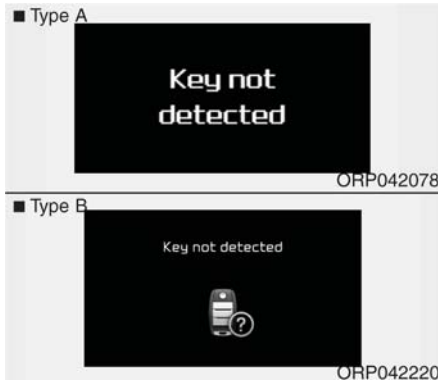 ■ Type A
Key not
detected
ORP042078
■ Type B
Key not detected
?
ORP042220